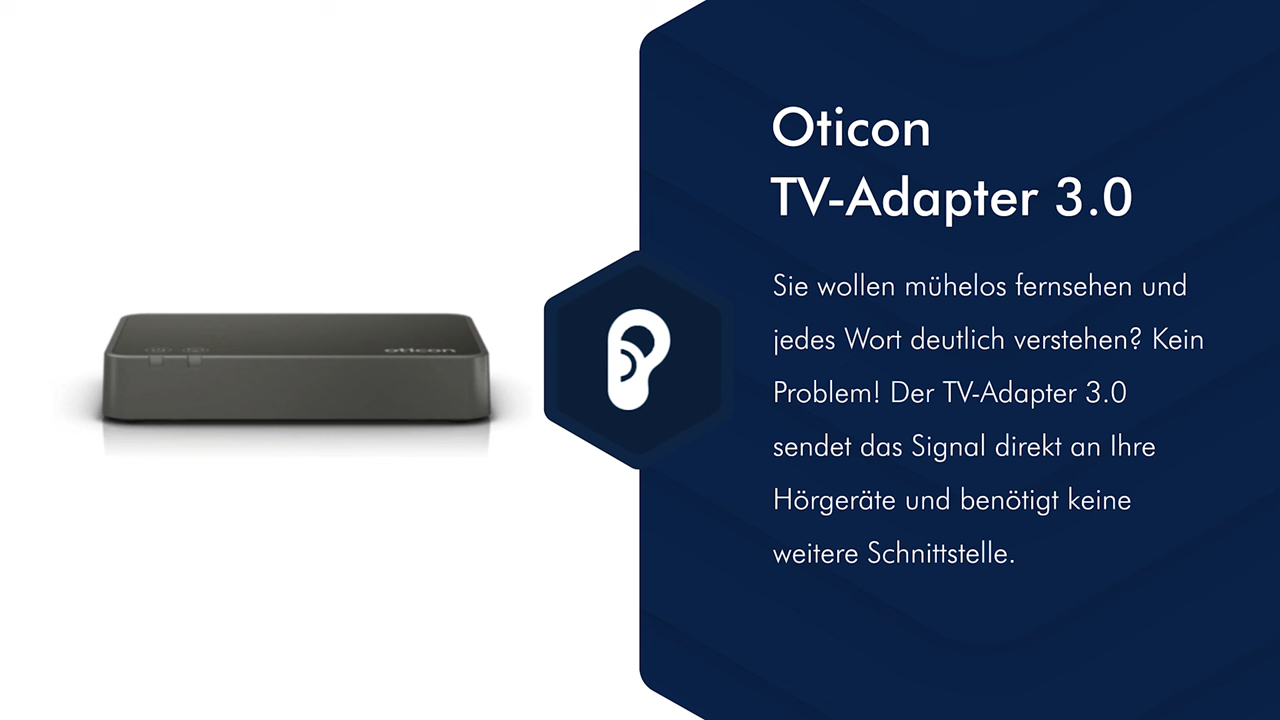 Oticon
TV-Adapter 3.0
Sie wollen mühelos fernsehen und
jedes Wort deutlich verstehen? Kein
Problem! Der TV-Adapter 3.0
sendet das Signal direkt an Ihre
Hörgeräte und benötigt keine
weitere Schnittstelle.
oticon